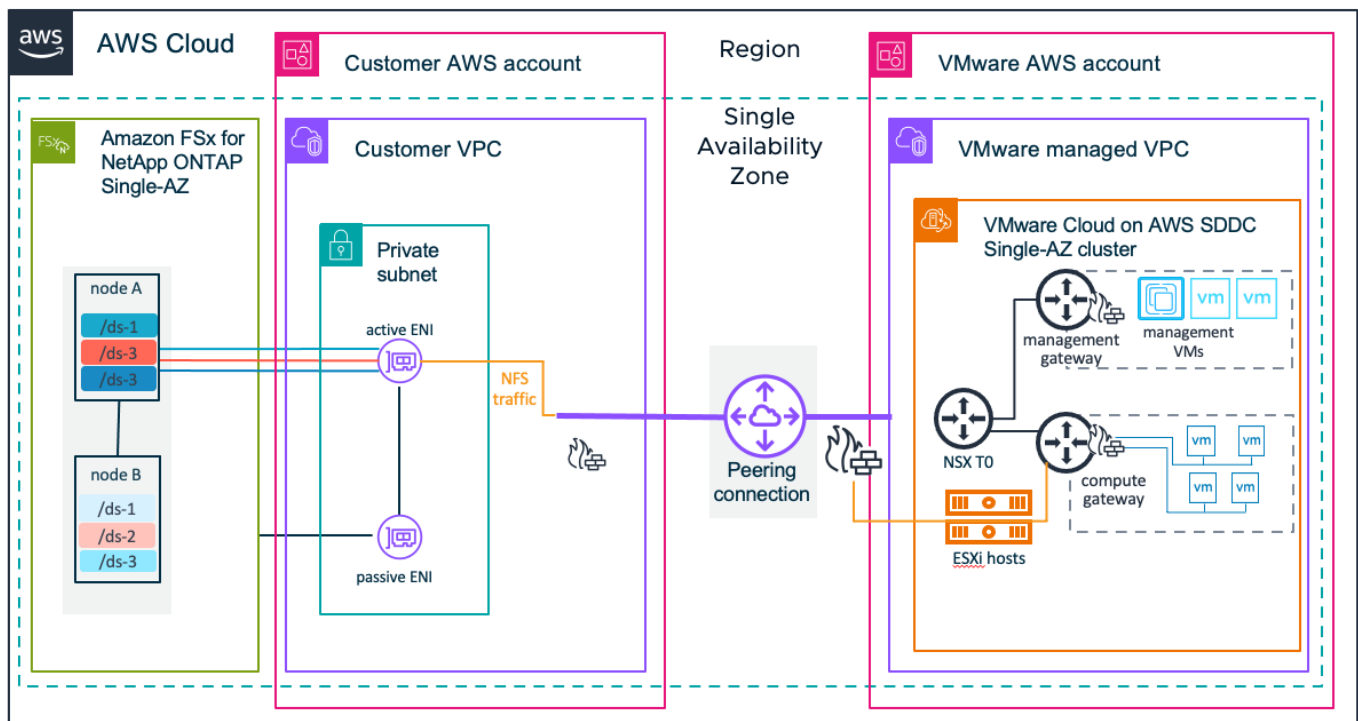 aws
AWS Cloud
Customer AWS account
Region
VMware AWS account
Single
Availability
Zone
FSx
N
Amazon FSx for
NetApp ONTAP
Single-AZ
Customer VPC
VMware managed VPC
Private
subnet
VMware Cloud on AWS SDDC
Single-AZ cluster
node A
/ds-1
/ds-3
/ds-3
active ENI
NFS
traffic
management
gateway
vm
vm
management
VMs
Peering
connection
NSX T0
compute
gateway
vm
vm
vm
vm
ESXi hosts
node B
/ds-1
/ds-2
/ds-3
passive ENI